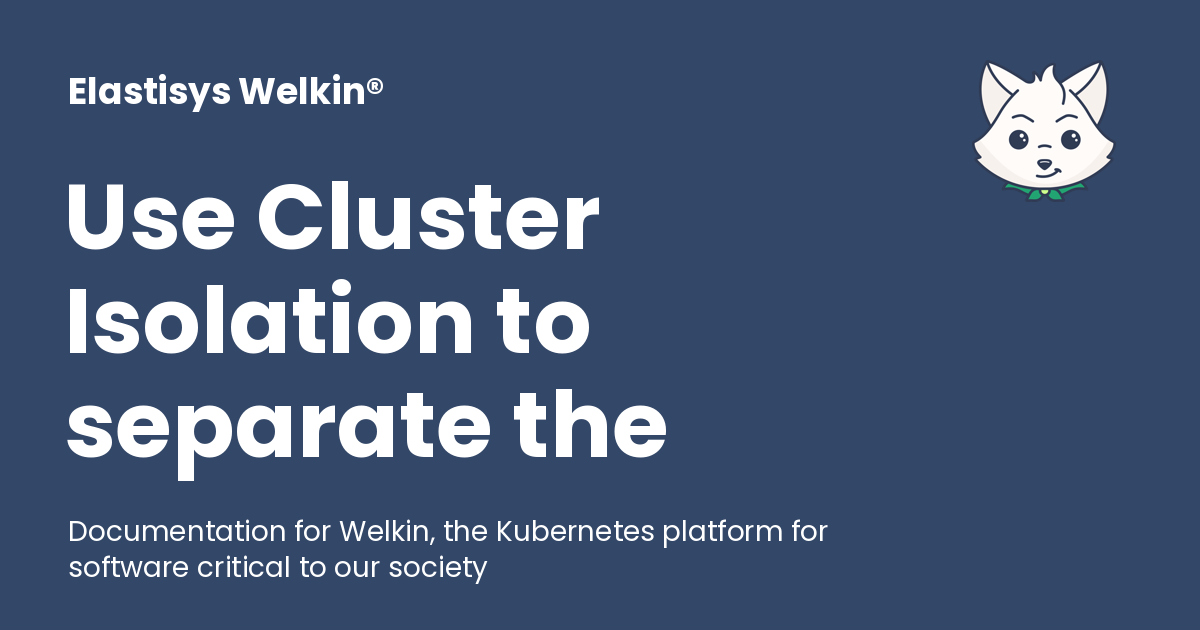 Elastisys Welkin®
Use Cluster
Isolation to
separate the
Documentation for Welkin, the Kubernetes platform for
software critical to our society